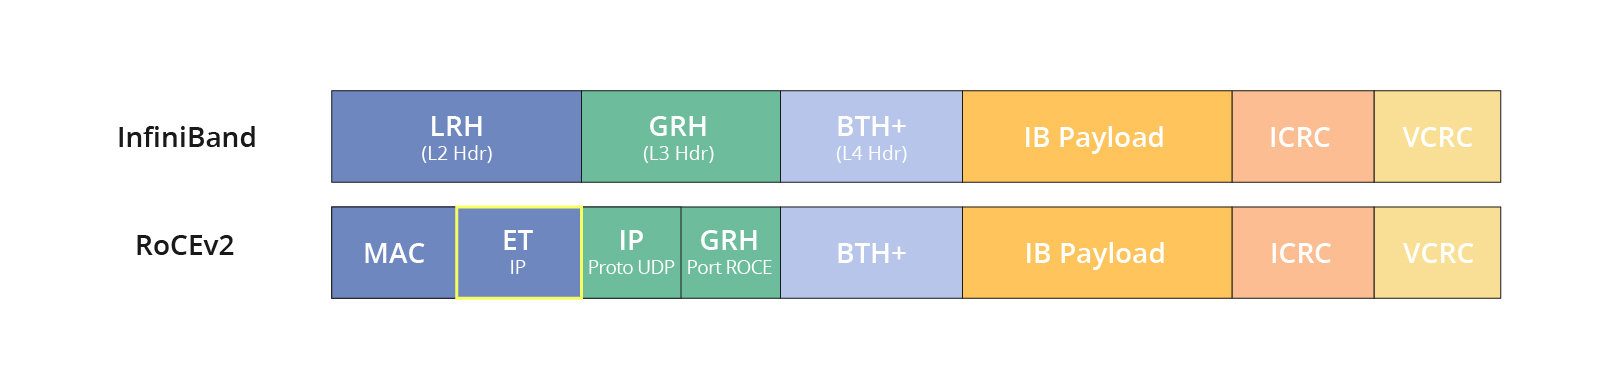 InfiniBand
LRH
(L2 Hdr)
GRH
(L3 Hdr)
BTH+
(L4 Hdr)
IB Payload
ICRC
VCRC
RoCEv2
MAC
ET
IP
IP
Proto UDP
GRH
Port ROCE
BTH+
IB Payload
ICRC
VCRC